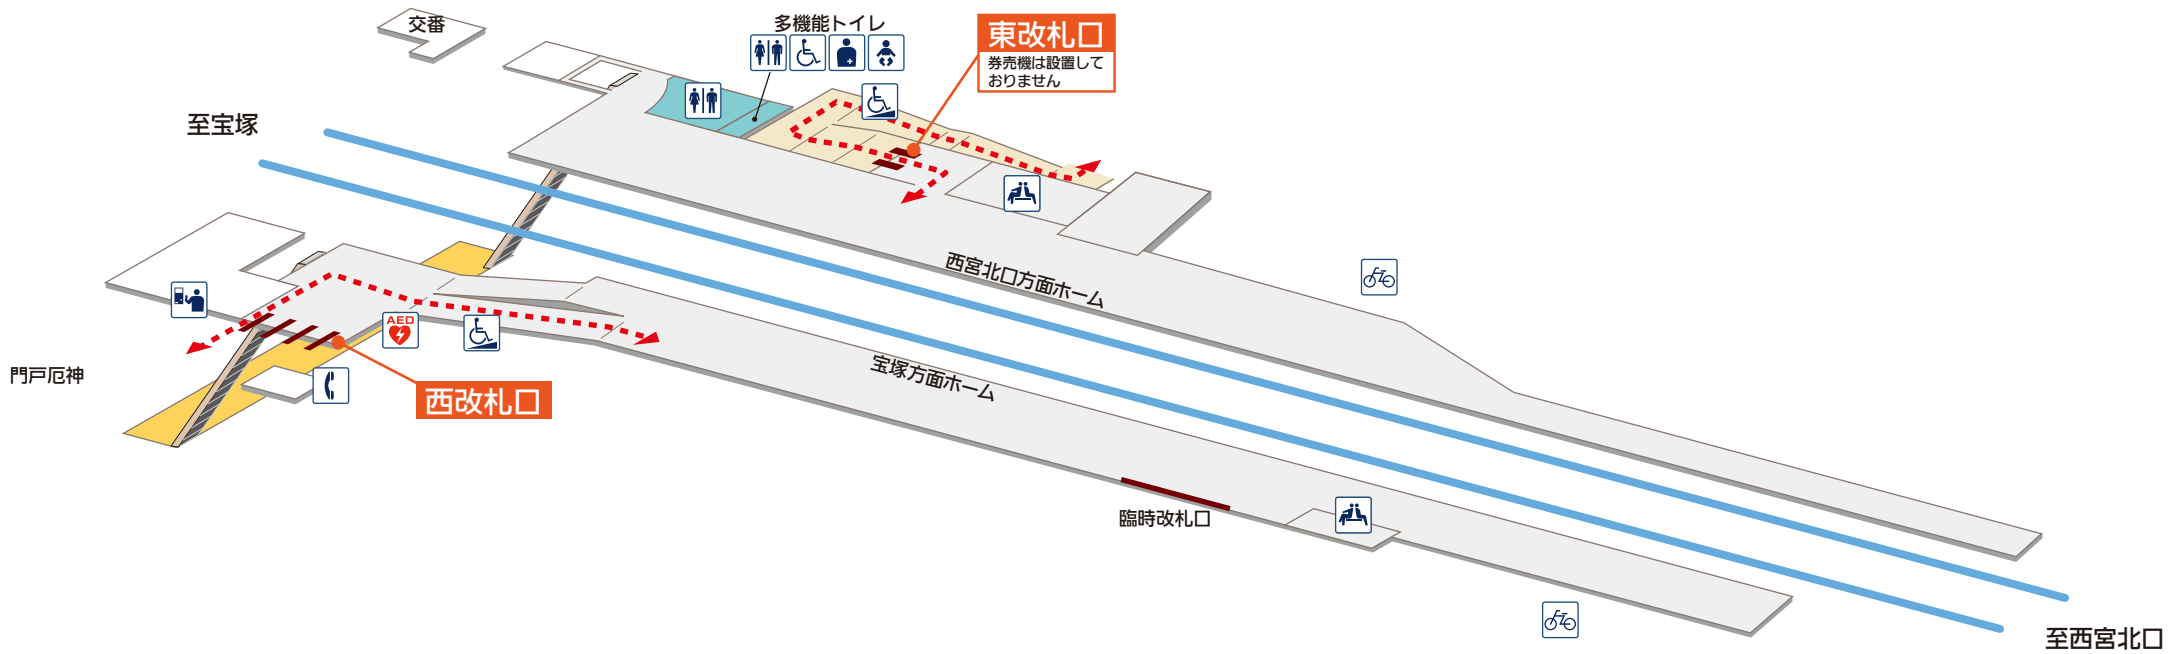 交番
多機能トイレ
東改札口
券売機は設置して
おりません
至宝塚
西宮北口方面ホーム
AED
門戸厄神
西改札口
宝塚方面ホーム
臨時改札口
至西宮北口